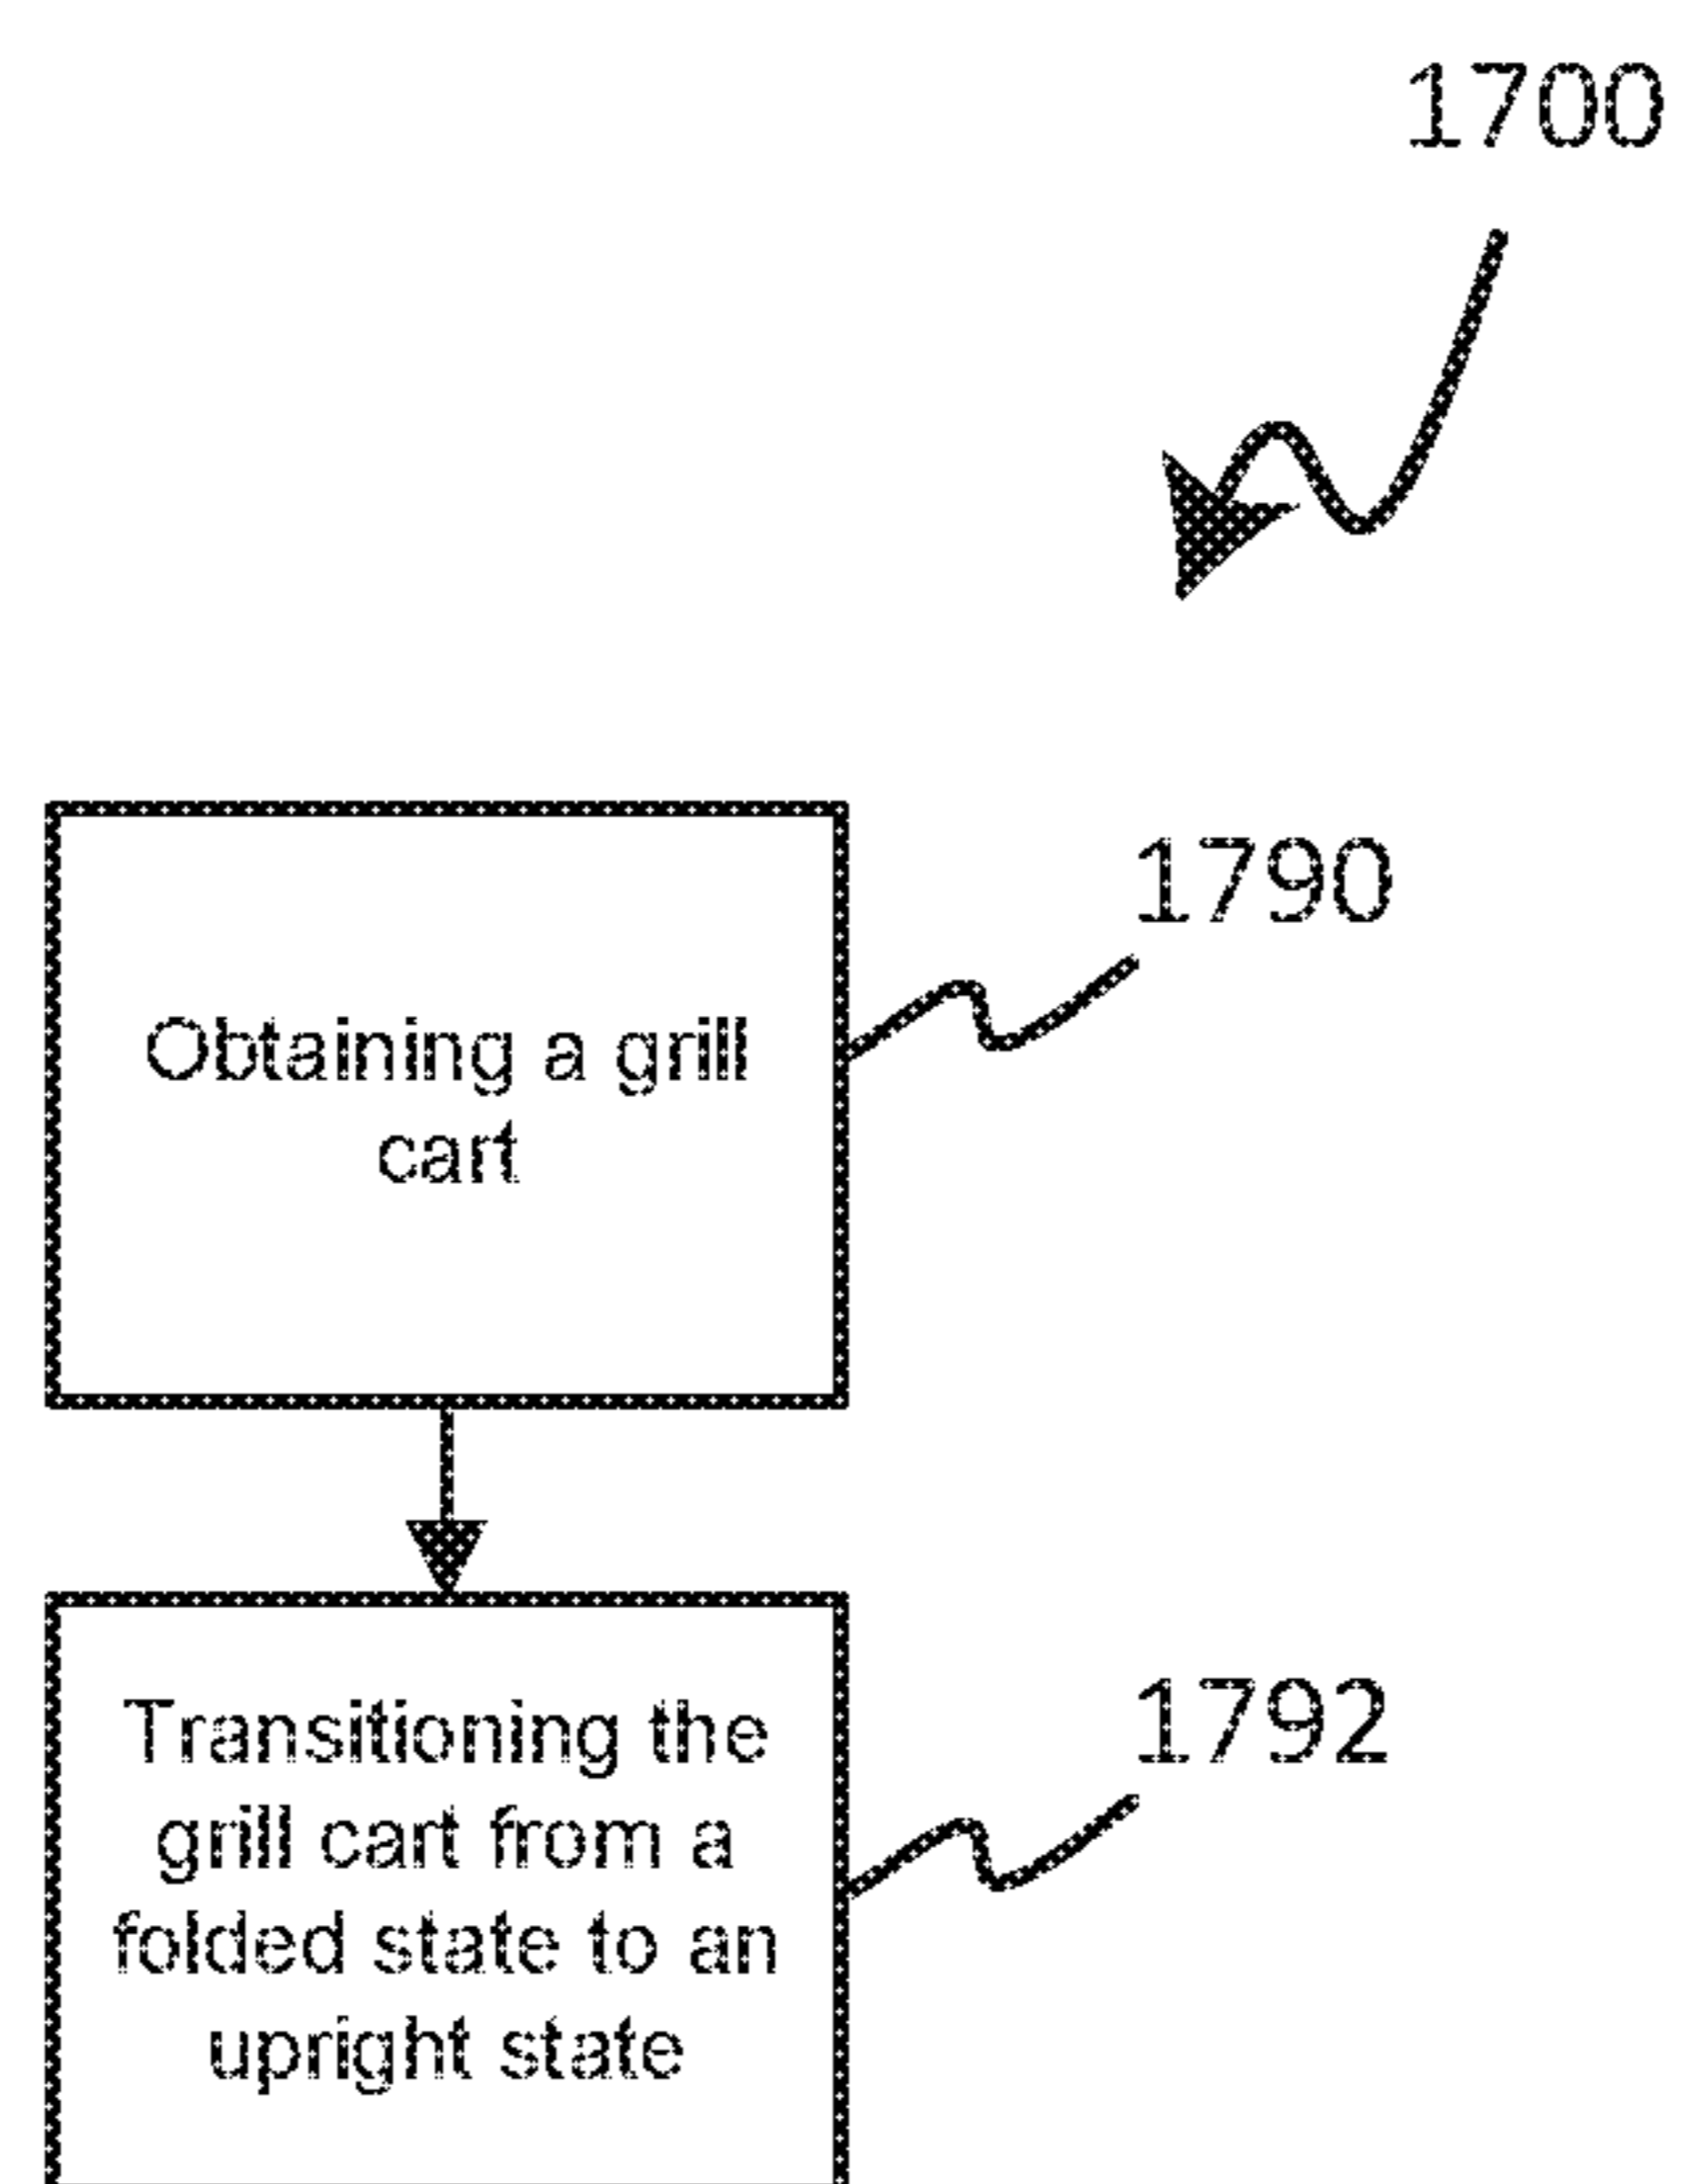 1700
1790
Obtaining a grill
cart
1792
Transitioning the
grill cart from a
folded state to an
upright state